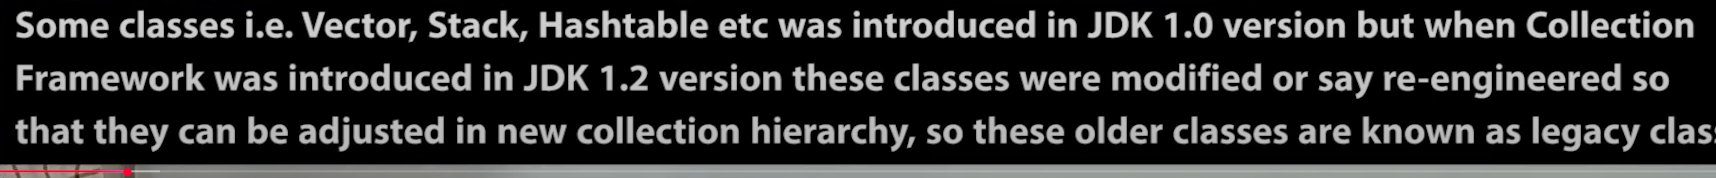 Some classes i.e. Vector, Stack, Hashtable etc was introduced in JDK 1.0 version but when Collection
Framework was introduced in JDK 1.2 version these classes were modified or say re-engineered so
that they can be adjusted in new collection hierarchy, so these older classes are known as legacy clas